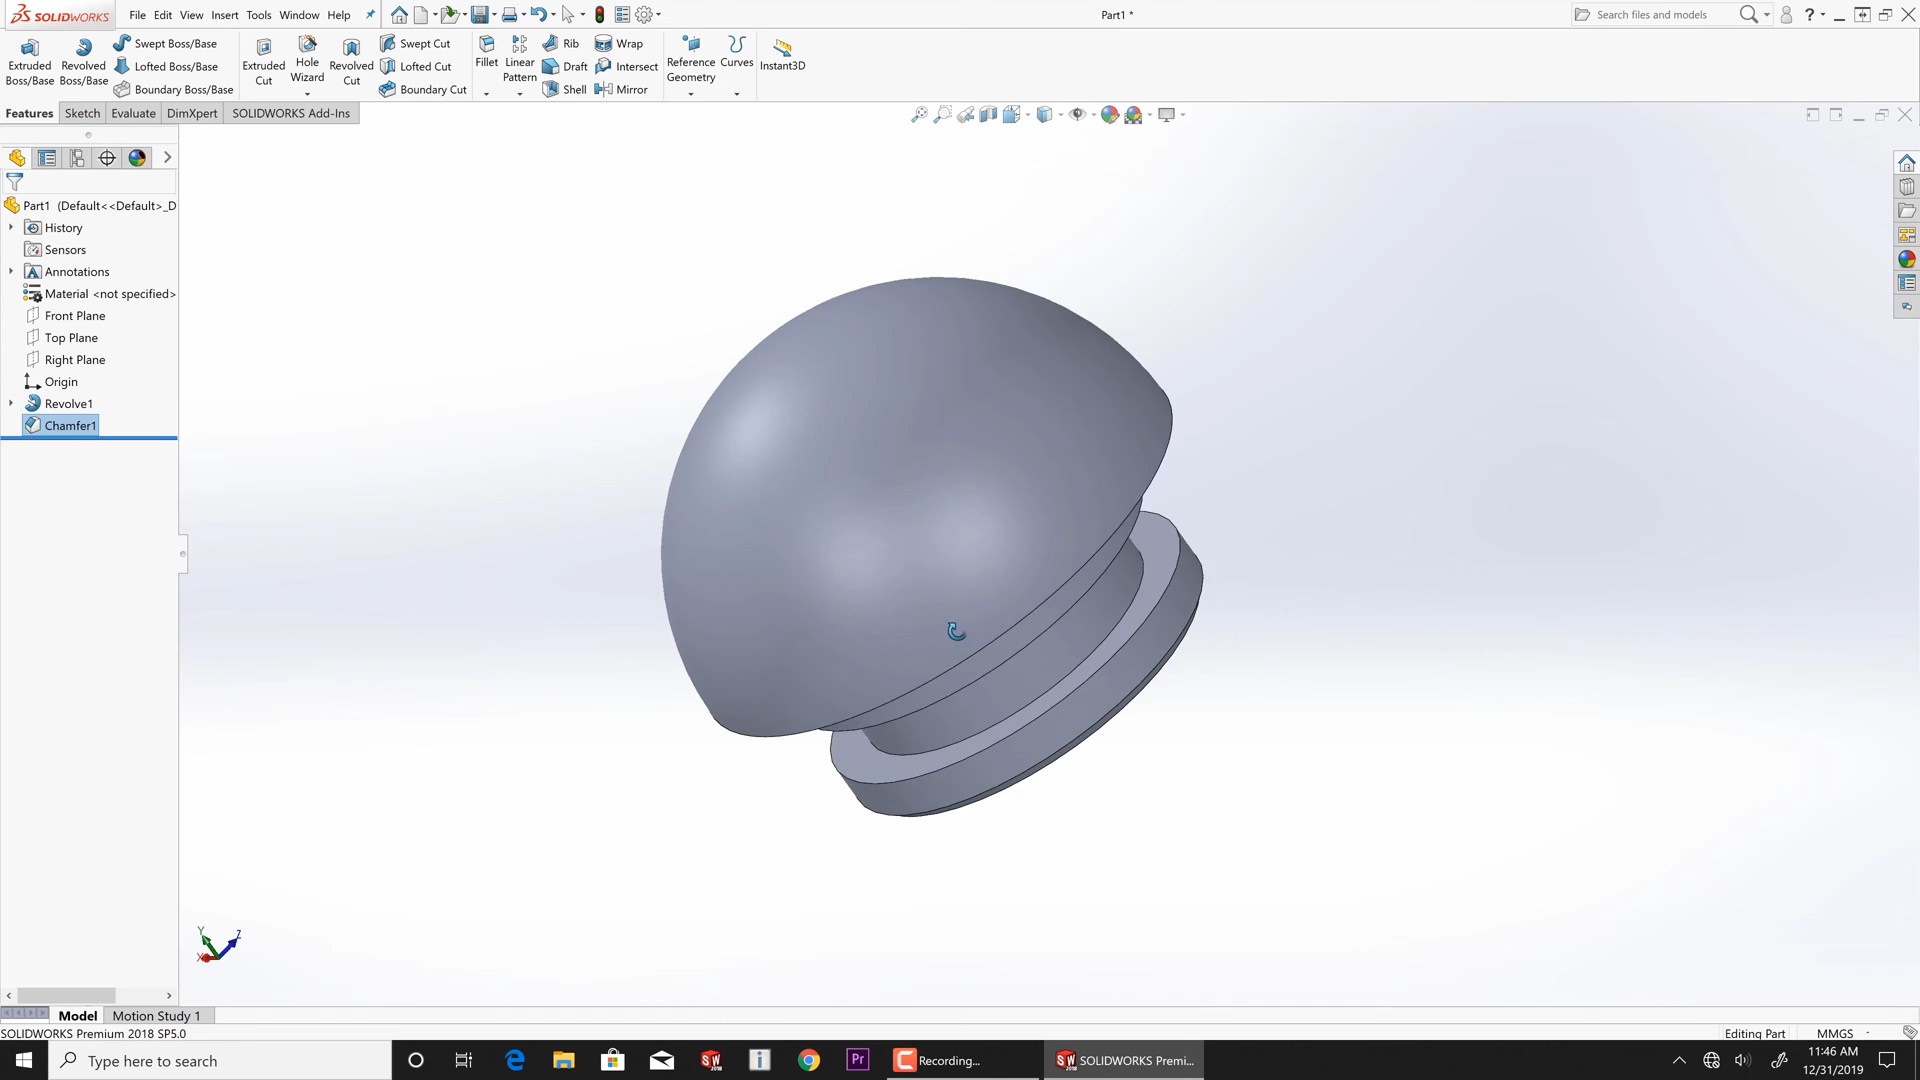 SOLIDWORKS File Edit View Insert Tools Window Help Part1 * Search files and models ?
Extruded Boss/Base
Revolved Boss/Base
Swept Boss/Base
Lofted Boss/Base
Boundary Boss/Base
Extruded Cut
Hole Wizard
Revolved Cut
Swept Cut
Lofted Cut
Boundary Cut
Fillet
Linear Pattern
Rib
Draft
Shell
Wrap
Intersect
Mirror
Reference Geometry
Curves
Instant3D
Features Sketch Evaluate DimXpert SOLIDWORKS Add-Ins
Part1 (Default<<Default>_D
History
Sensors
Annotations
Material <not specified>
Front Plane
Top Plane
Right Plane
Origin
Revolve1
Chamfer1
Y
Z
X
Model Motion Study 1
SOLIDWORKS Premium 2018 SP5.0 Editing Part MMGS
Type here to search Recording... SOLIDWORKS Premi...
11:46 AM
12/31/2019